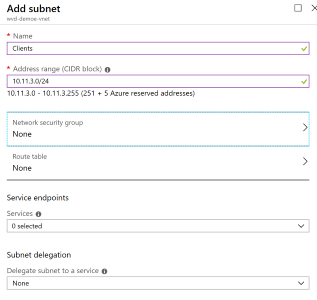 Add subnet
wvd-demoe-vnet
* Name
Clients
* Address range (CIDR block)
10.11.3.0/24
10.11.3.0 - 10.11.3.255 (251 + 5 Azure reserved addresses)
Network security group
None
Route table
None
Service endpoints
Services
0 selected
Subnet delegation
Delegate subnet to a service
None